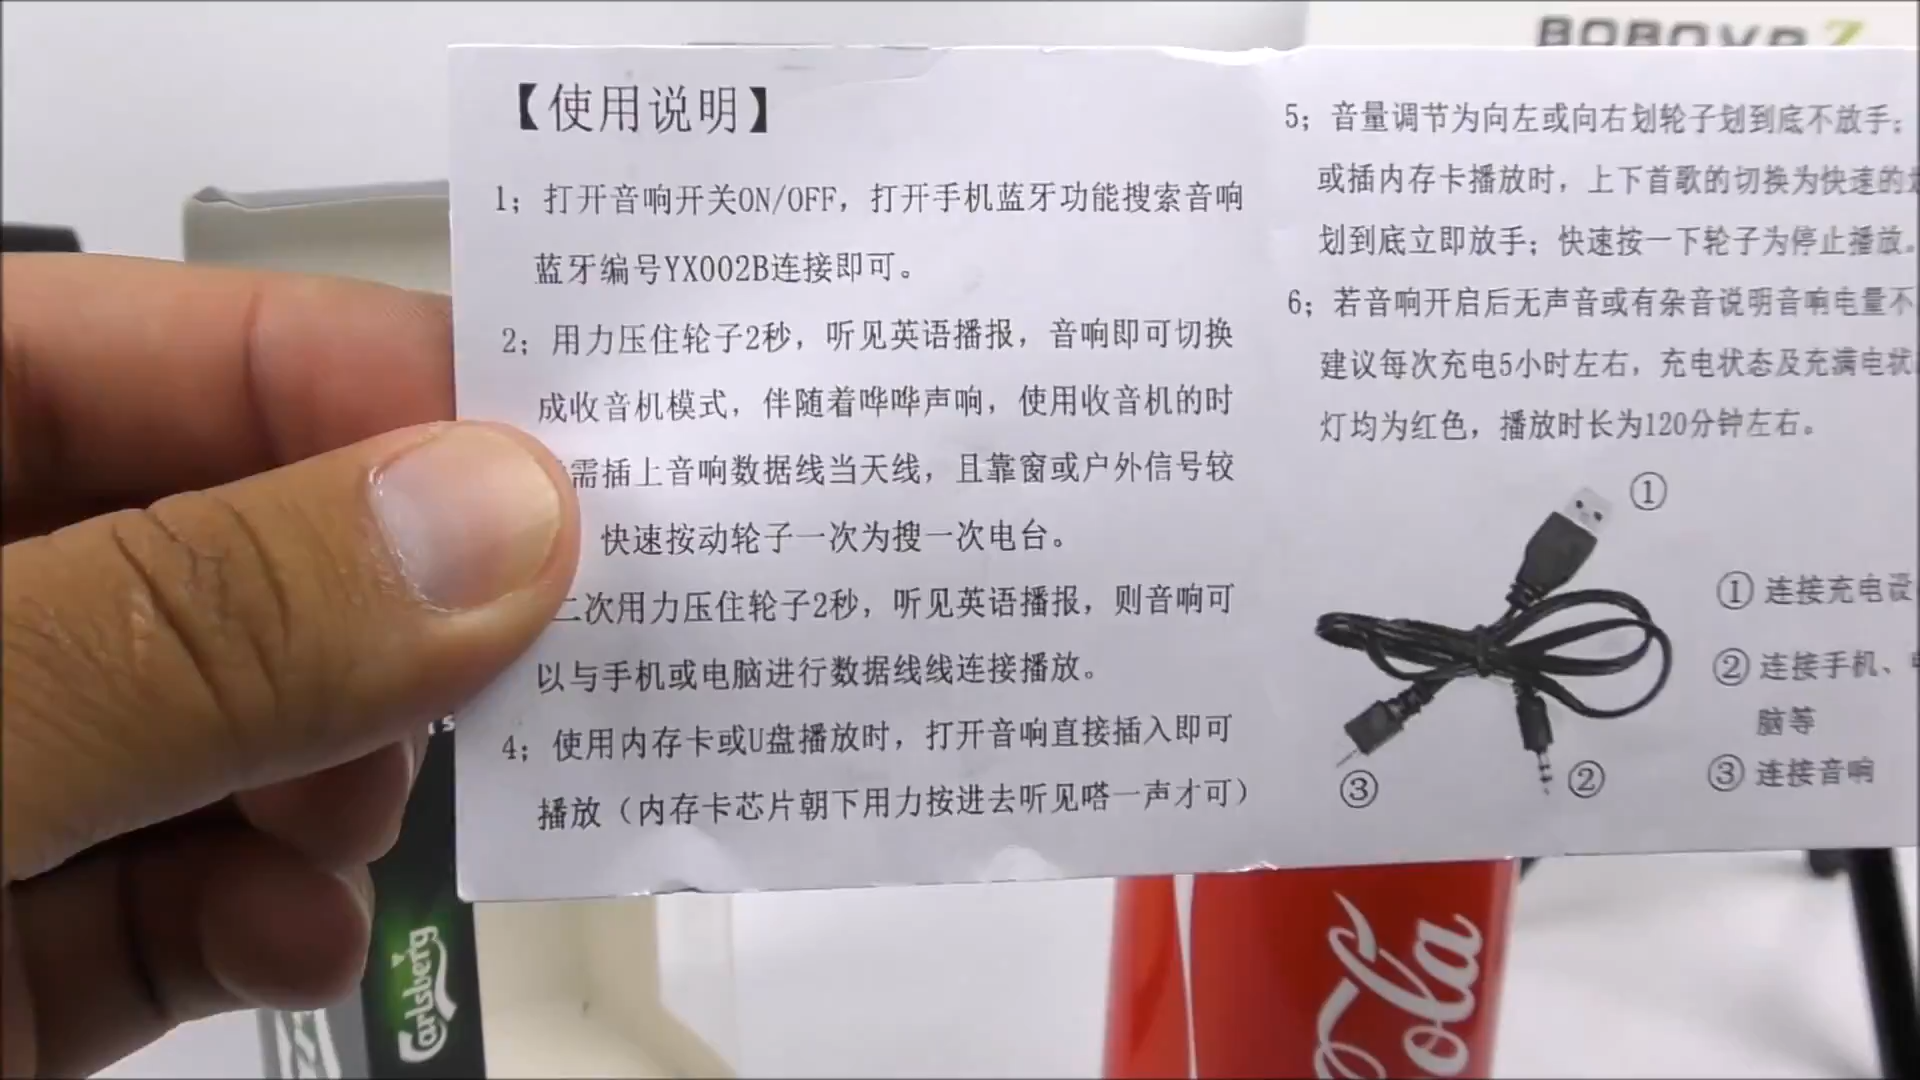 BOBOVR Z
【使用说明】
1；打开音响开关ON/OFF，打开手机蓝牙功能搜索音响
蓝牙编号YX002B连接即可。
2；用力压住轮子2秒，听见英语播报，音响即可切换
成收音机模式，伴随着哗哗声响，使用收音机的时
需插上音响数据线当天线，且靠窗或户外信号较
快速按动轮子一次为搜一次电台。
二次用力压住轮子2秒，听见英语播报，则音响可
以与手机或电脑进行数据线线连接播放。
4；使用内存卡或U盘播放时，打开音响直接插入即可
播放（内存卡芯片朝下用力按进去听见嗒一声才可）
5；音量调节为向左或向右划轮子划到底不放手；
或插内存卡播放时，上下首歌的切换为快速的
划到底立即放手；快速按一下轮子为停止播放。
6；若音响开启后无声音或有杂音说明音响电量不
建议每次充电5小时左右，充电状态及充满电状
灯均为红色，播放时长为120分钟左右。
①
②
③
①连接充电设
②连接手机、
脑等
③连接音响
Carlsberg
Cola